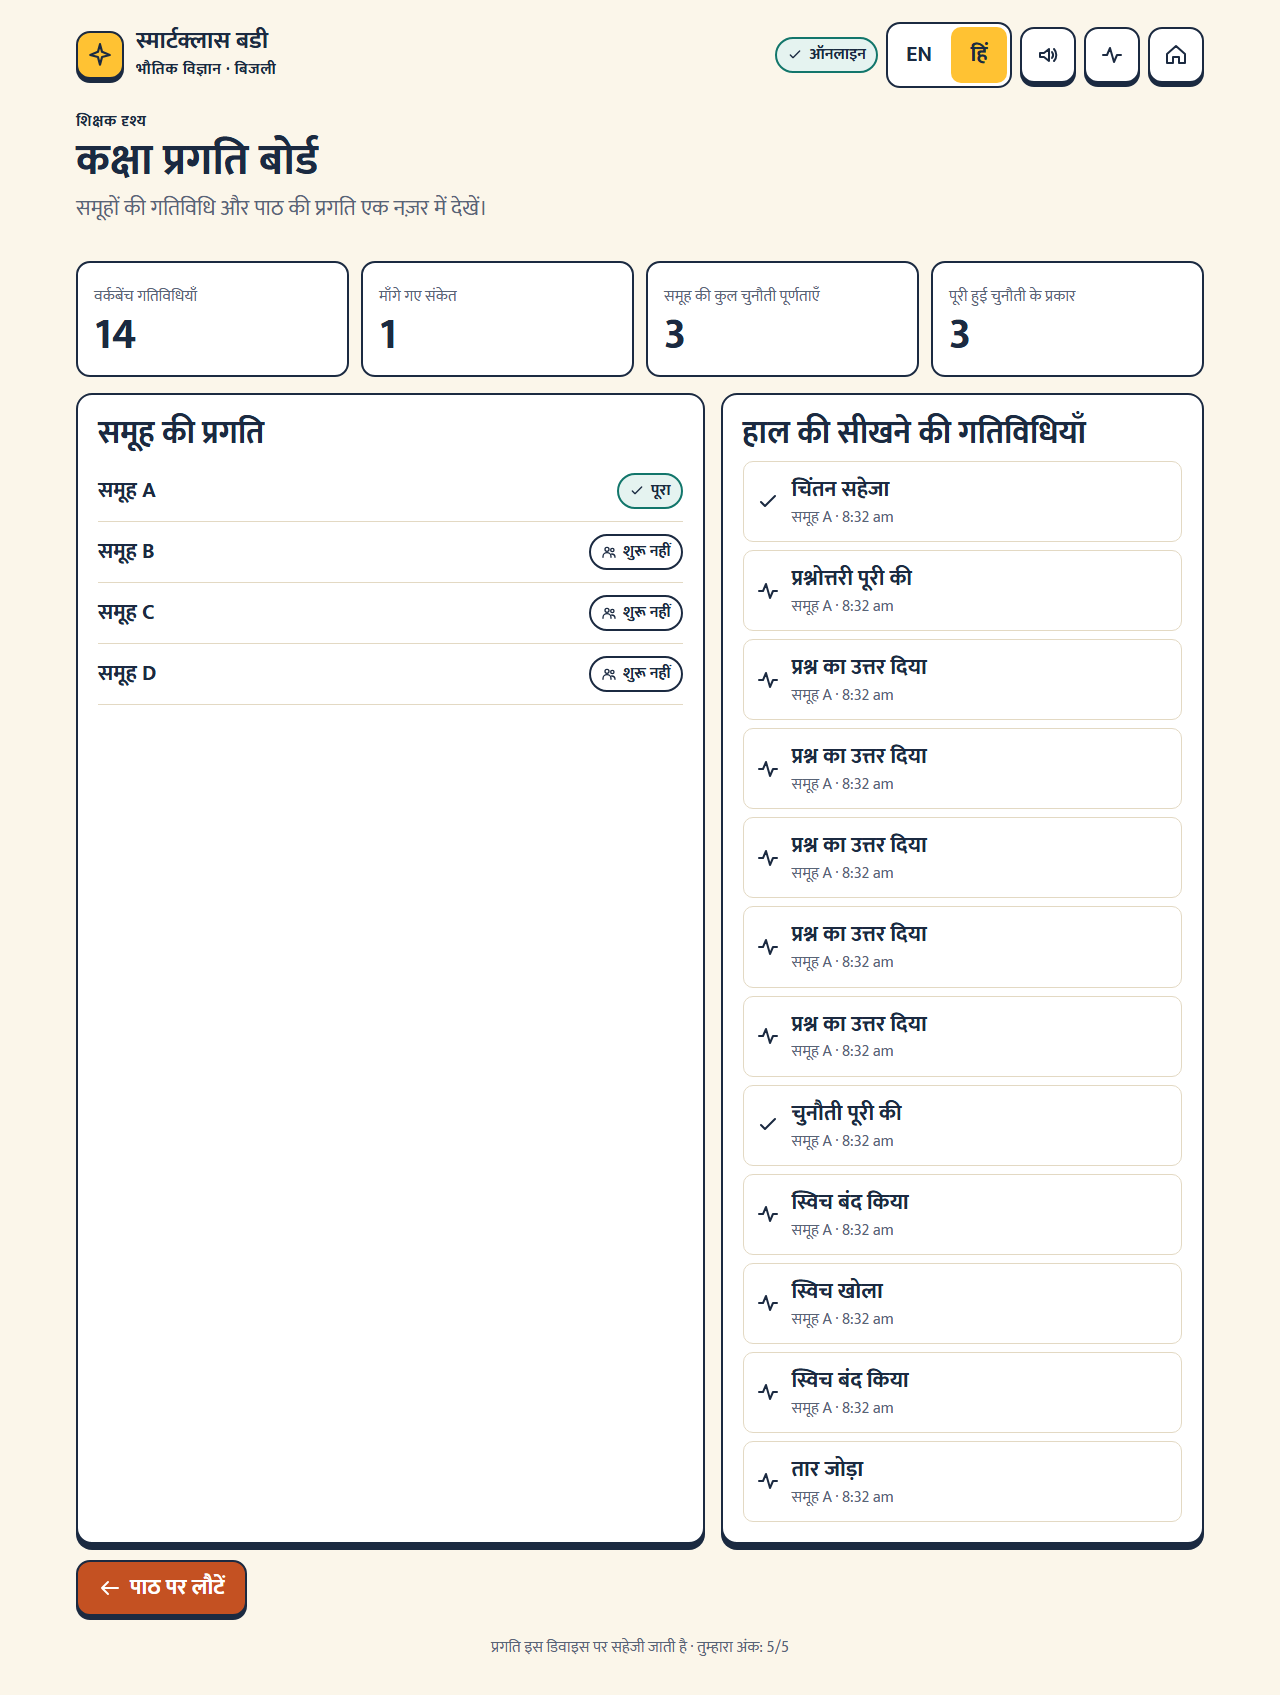 स्मार्टक्लास बडी
भौतिक विज्ञान · बिजली
ऑनलाइन
EN
हिं
शिक्षक दृश्य
कक्षा प्रगति बोर्ड
समूहों की गतिविधि और पाठ की प्रगति एक नज़र में देखें।
वर्कबेंच गतिविधियाँ
14
माँगे गए संकेत
1
समूह की कुल चुनौती पूर्णताएँ
3
पूरी हुई चुनौती के प्रकार
3
समूह की प्रगति
समूह A
पूरा
समूह B
शुरू नहीं
समूह C
शुरू नहीं
समूह D
शुरू नहीं
हाल की सीखने की गतिविधियाँ
चिंतन सहेजा
समूह A · 8:32 am
प्रश्नोत्तरी पूरी की
समूह A · 8:32 am
प्रश्न का उत्तर दिया
समूह A · 8:32 am
प्रश्न का उत्तर दिया
समूह A · 8:32 am
प्रश्न का उत्तर दिया
समूह A · 8:32 am
प्रश्न का उत्तर दिया
समूह A · 8:32 am
प्रश्न का उत्तर दिया
समूह A · 8:32 am
चुनौती पूरी की
समूह A · 8:32 am
स्विच बंद किया
समूह A · 8:32 am
स्विच खोला
समूह A · 8:32 am
स्विच बंद किया
समूह A · 8:32 am
तार जोड़ा
समूह A · 8:32 am
पाठ पर लौटें
प्रगति इस डिवाइस पर सहेजी जाती है · तुम्हारा अंक: 5/5